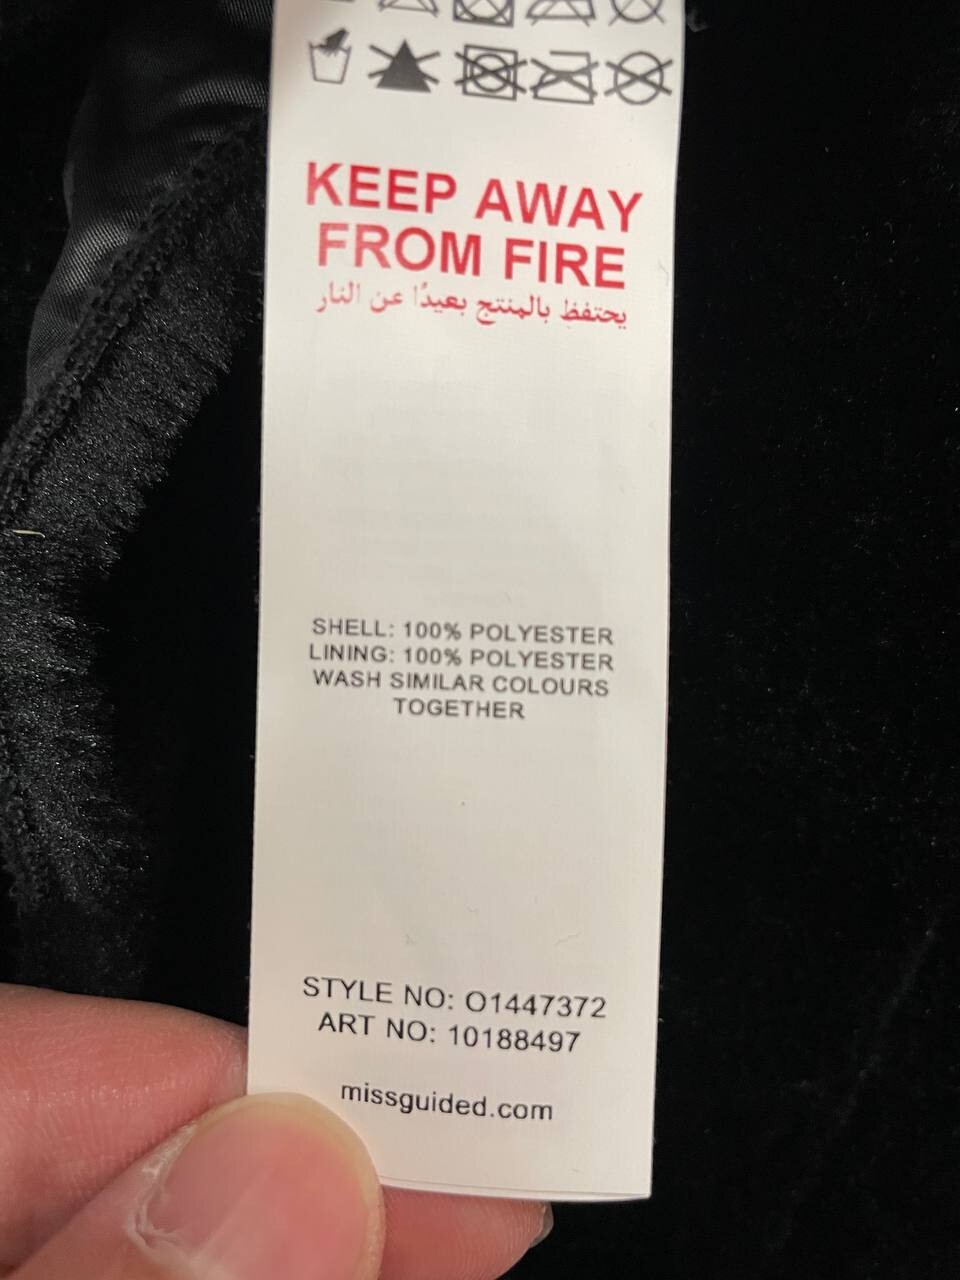 KEEP AWAY
FROM FIRE
يحتفظ بالمنتج بعيدًا عن النار
SHELL: 100% POLYESTER
LINING: 100% POLYESTER
WASH SIMILAR COLOURS
TOGETHER
STYLE NO: O1447372
ART NO: 10188497
missguided.com